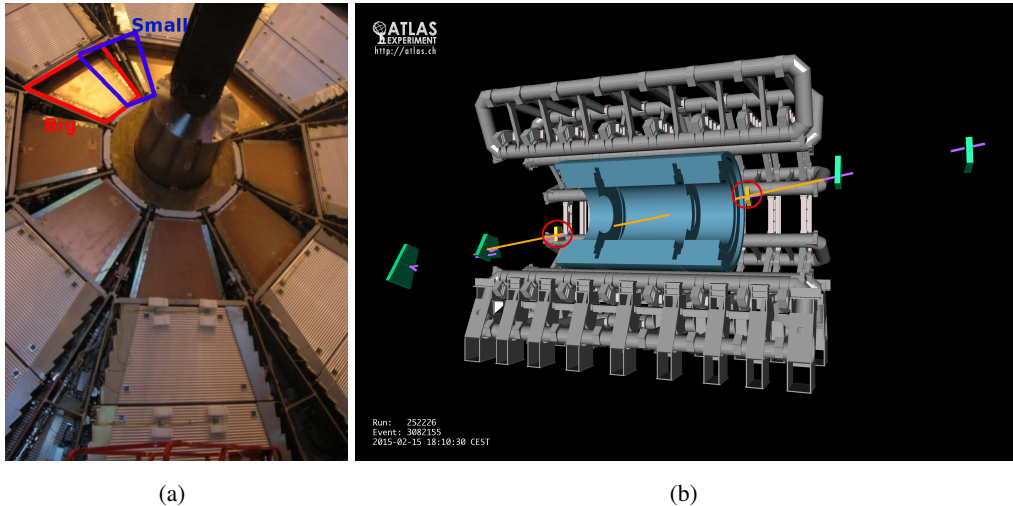 Small
Big
ATLAS
EXPERIMENT
http://atlas.ch
Run: 252226
Event: 3082155
2015-02-15 18:10:30 CEST
(a)
(b)